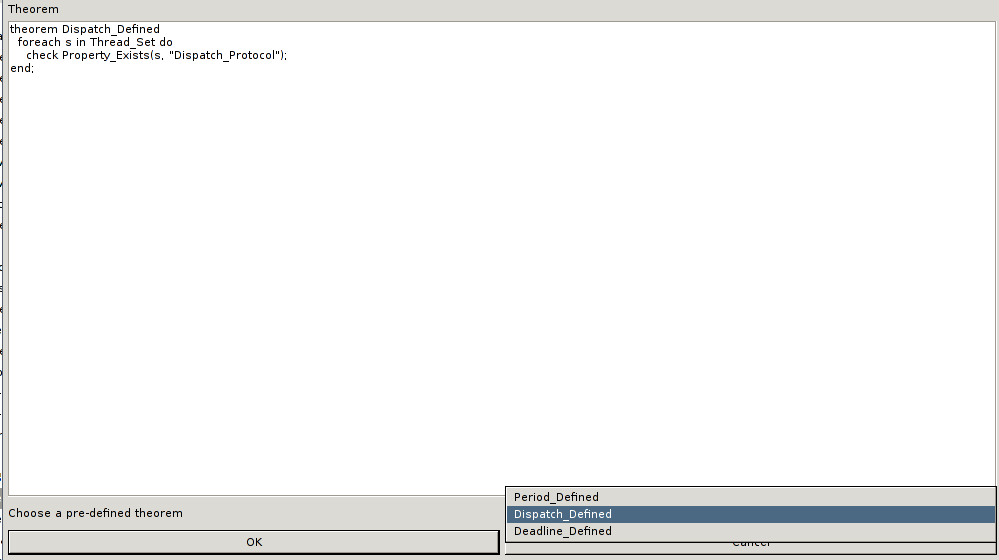 Theorem
theorem Dispatch_Defined
foreach s in Thread_Set do
check Property_Exists(s, "Dispatch_Protocol");
end;
Period_Defined
Choose a pre-defined theorem
Dispatch_Defined
Deadline_Defined
OK